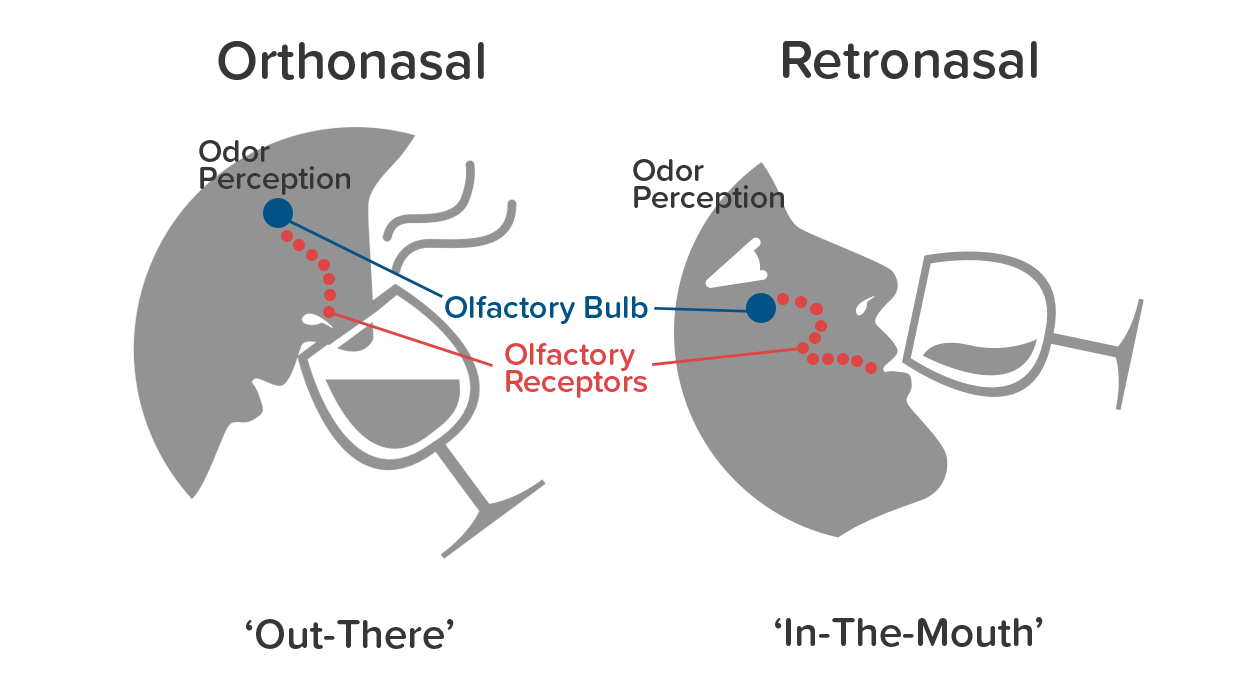 Orthonasal
Retronasal
Odor
Perception
Odor
Perception
Olfactory Bulb
Olfactory
Receptors
‘Out-There’
‘In-The-Mouth’